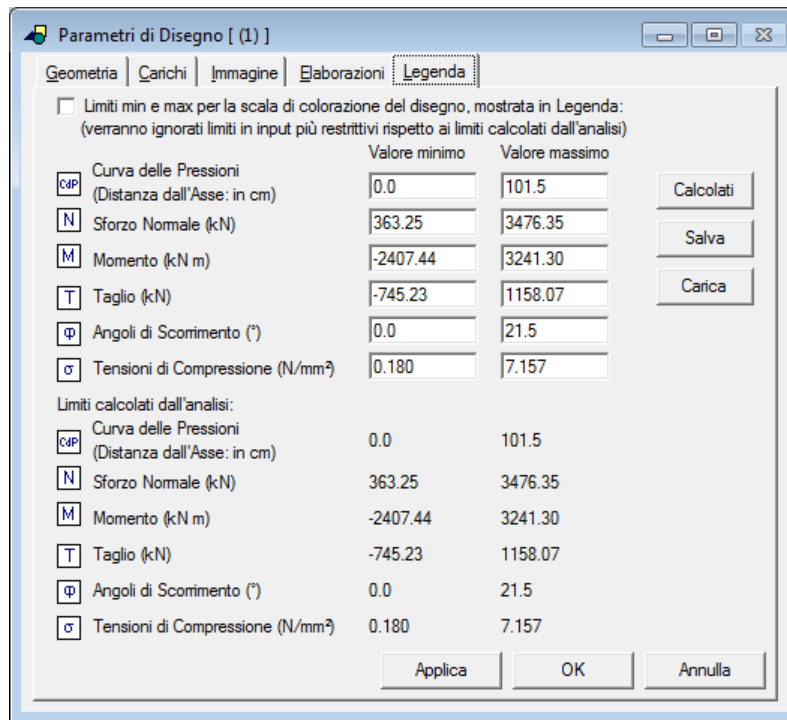 Parametri di Disegno [ (1) ]
Geometria Carichi Immagine Elaborazioni Legenda
Limiti min e max per la scala di colorazione del disegno, mostrata in Legenda:
(verranno ignorati limiti in input più restrittivi rispetto ai limiti calcolati dall'analisi)
Valore minimo Valore massimo
CdP Curva delle Pressioni
(Distanza dall'Asse: in cm) 0.0 101.5 Calcolati
N Sforzo Normale (kN) 363.25 3476.35 Salva
M Momento (kN m) -2407.44 3241.30
T Taglio (kN) -745.23 1158.07 Carica
Φ Angoli di Scorrimento (°) 0.0 21.5
σ Tensioni di Compressione (N/mm²) 0.180 7.157
Limiti calcolati dall'analisi:
CdP Curva delle Pressioni
(Distanza dall'Asse: in cm) 0.0 101.5
N Sforzo Normale (kN) 363.25 3476.35
M Momento (kN m) -2407.44 3241.30
T Taglio (kN) -745.23 1158.07
Φ Angoli di Scorrimento (°) 0.0 21.5
σ Tensioni di Compressione (N/mm²) 0.180 7.157
Applica OK Annulla